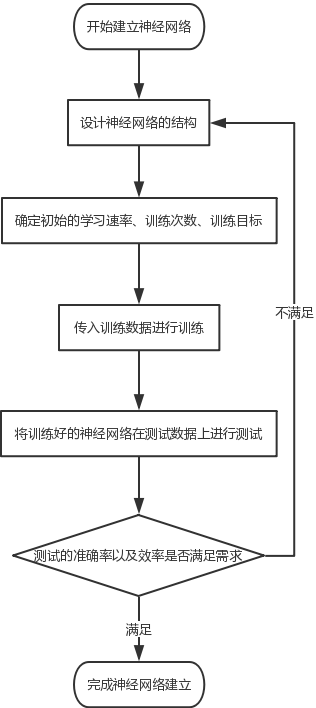 开始建立神经网络
设计神经网络的结构
确定初始的学习速率、训练次数、训练目标
不满足
传入训练数据进行训练
将训练好的神经网络在测试数据上进行测试
测试的准确率以及效率是否满足需求
满足
完成神经网络建立